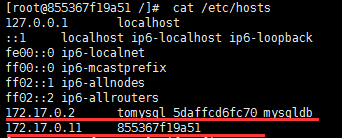 [root@855367f19a51 /]# cat /etc/hosts
127.0.0.1 localhost
::1 localhost ip6-localhost ip6-loopback
fe00::0 ip6-localnet
ff00::0 ip6-mcastprefix
ff02::1 ip6-allnodes
ff02::2 ip6-allrouters
172.17.0.2 tomysql 5daffcd6fc70 mysqldb
172.17.0.11 855367f19a51